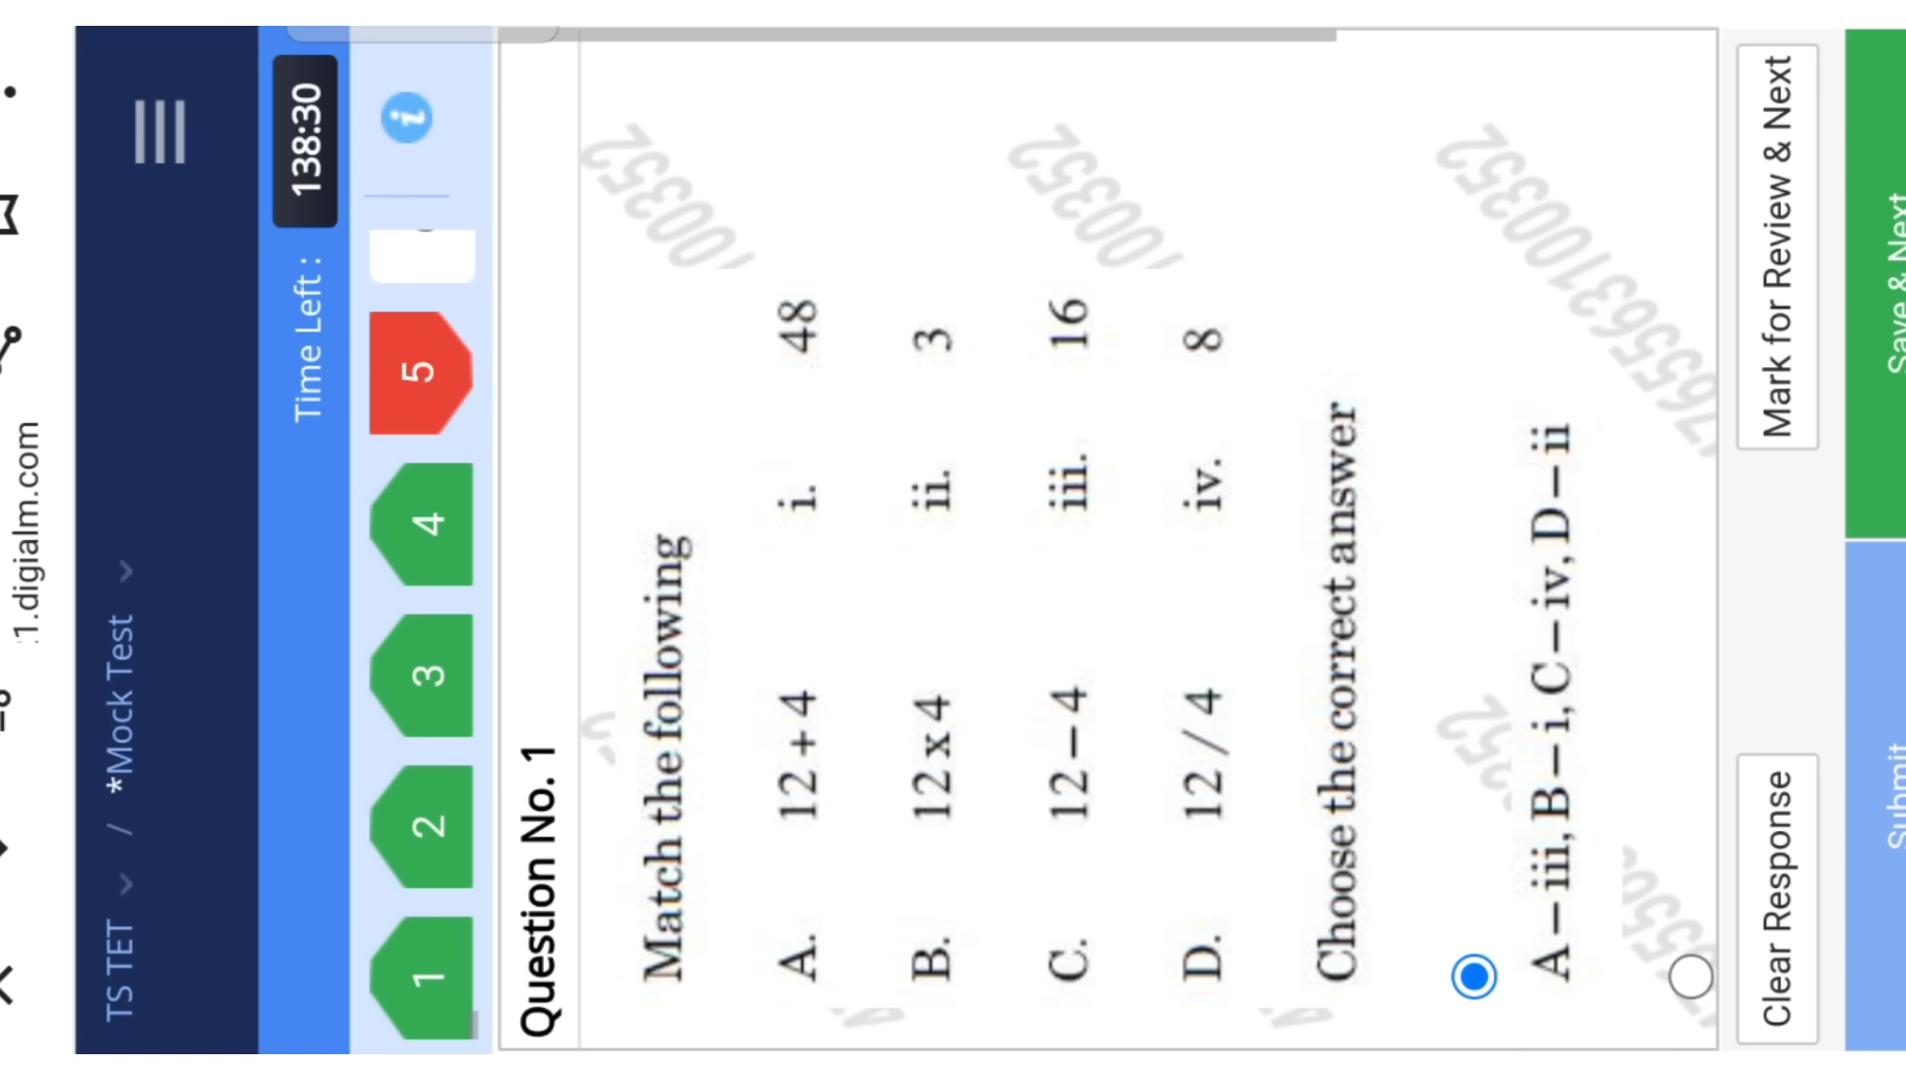 1.digialm.com
TS TET / *Mock Test
Time Left : 138:30
1 2 3 4 5
Question No. 1
Match the following
A. 12 + 4 i. 48
B. 12 x 4 ii. 3
C. 12 – 4 iii. 16
D. 12 / 4 iv. 8
Choose the correct answer
A – iii, B – i, C – iv, D – ii
Clear Response Mark for Review & Next
Submit Save & Next